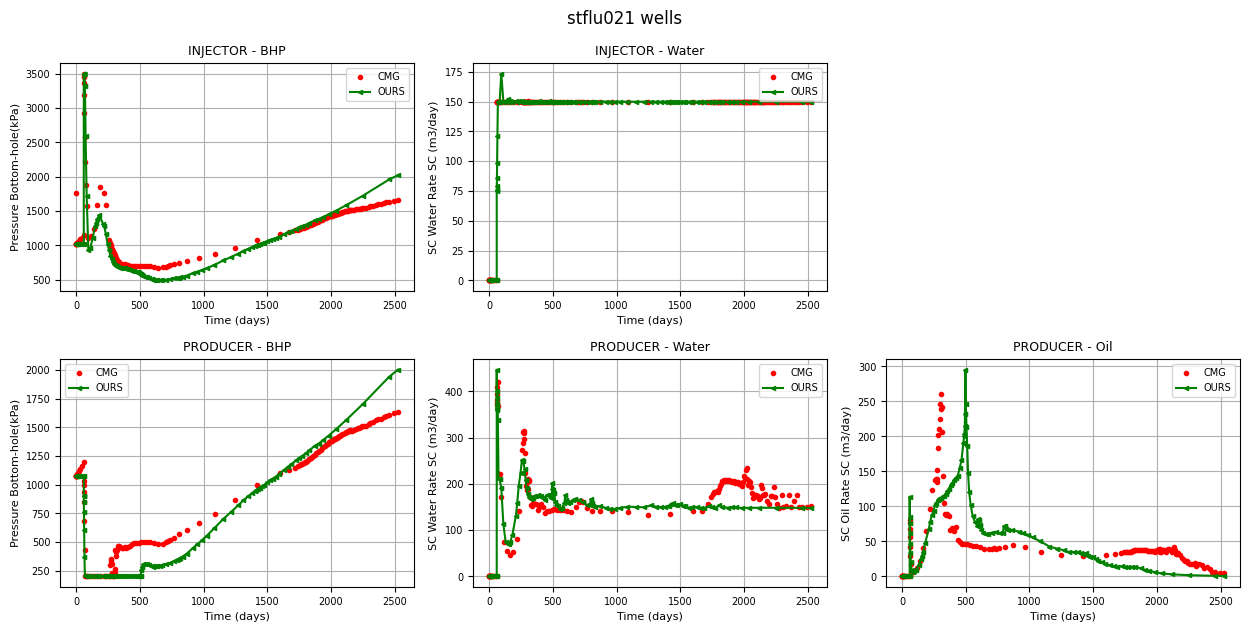 stflu021 wells
INJECTOR - BHP
Pressure Bottom-hole(kPa)
3500
3000
2500
2000
1500
1000
500
0 500 1000 1500 2000 2500
Time (days)
CMG
OURS
INJECTOR - Water
SC Water Rate SC (m3/day)
175
150
125
100
75
50
25
0
0 500 1000 1500 2000 2500
Time (days)
CMG
OURS
PRODUCER - BHP
Pressure Bottom-hole(kPa)
2000
1750
1500
1250
1000
750
500
250
0 500 1000 1500 2000 2500
Time (days)
CMG
OURS
PRODUCER - Water
SC Water Rate SC (m3/day)
400
300
200
100
0
0 500 1000 1500 2000 2500
Time (days)
CMG
OURS
PRODUCER - Oil
SC Oil Rate SC (m3/day)
300
250
200
150
100
50
0
0 500 1000 1500 2000 2500
Time (days)
CMG
OURS